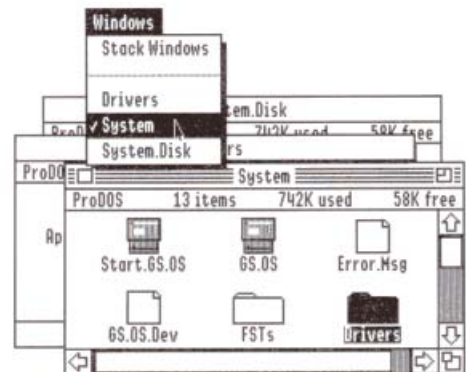 Windows
Stack Windows
Drivers
✓ System
System.Disk
tem.Disk
ProD
742K used 58K free
rs
ProDO
System
ProDOS 13 items 742K used 58K free
Ap
Start.GS.OS GS.OS Error.Msg
GS.OS.Dev FSTs Drivers